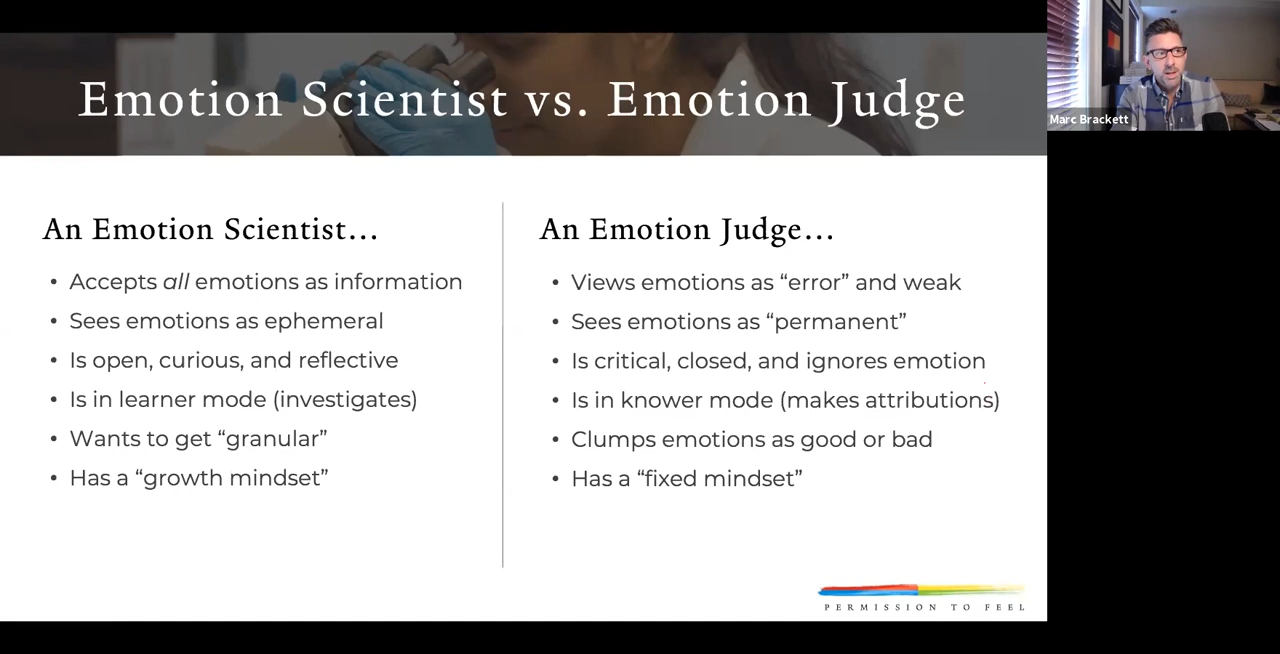 Emotion Scientist vs. Emotion Judge
Marc Brackett
An Emotion Scientist...
• Accepts all emotions as information
• Sees emotions as ephemeral
• Is open, curious, and reflective
• Is in learner mode (investigates)
• Wants to get “granular”
• Has a “growth mindset”
An Emotion Judge...
• Views emotions as “error” and weak
• Sees emotions as “permanent”
• Is critical, closed, and ignores emotion
• Is in knower mode (makes attributions)
• Clumps emotions as good or bad
• Has a “fixed mindset”
PERMISSION TO FEEL